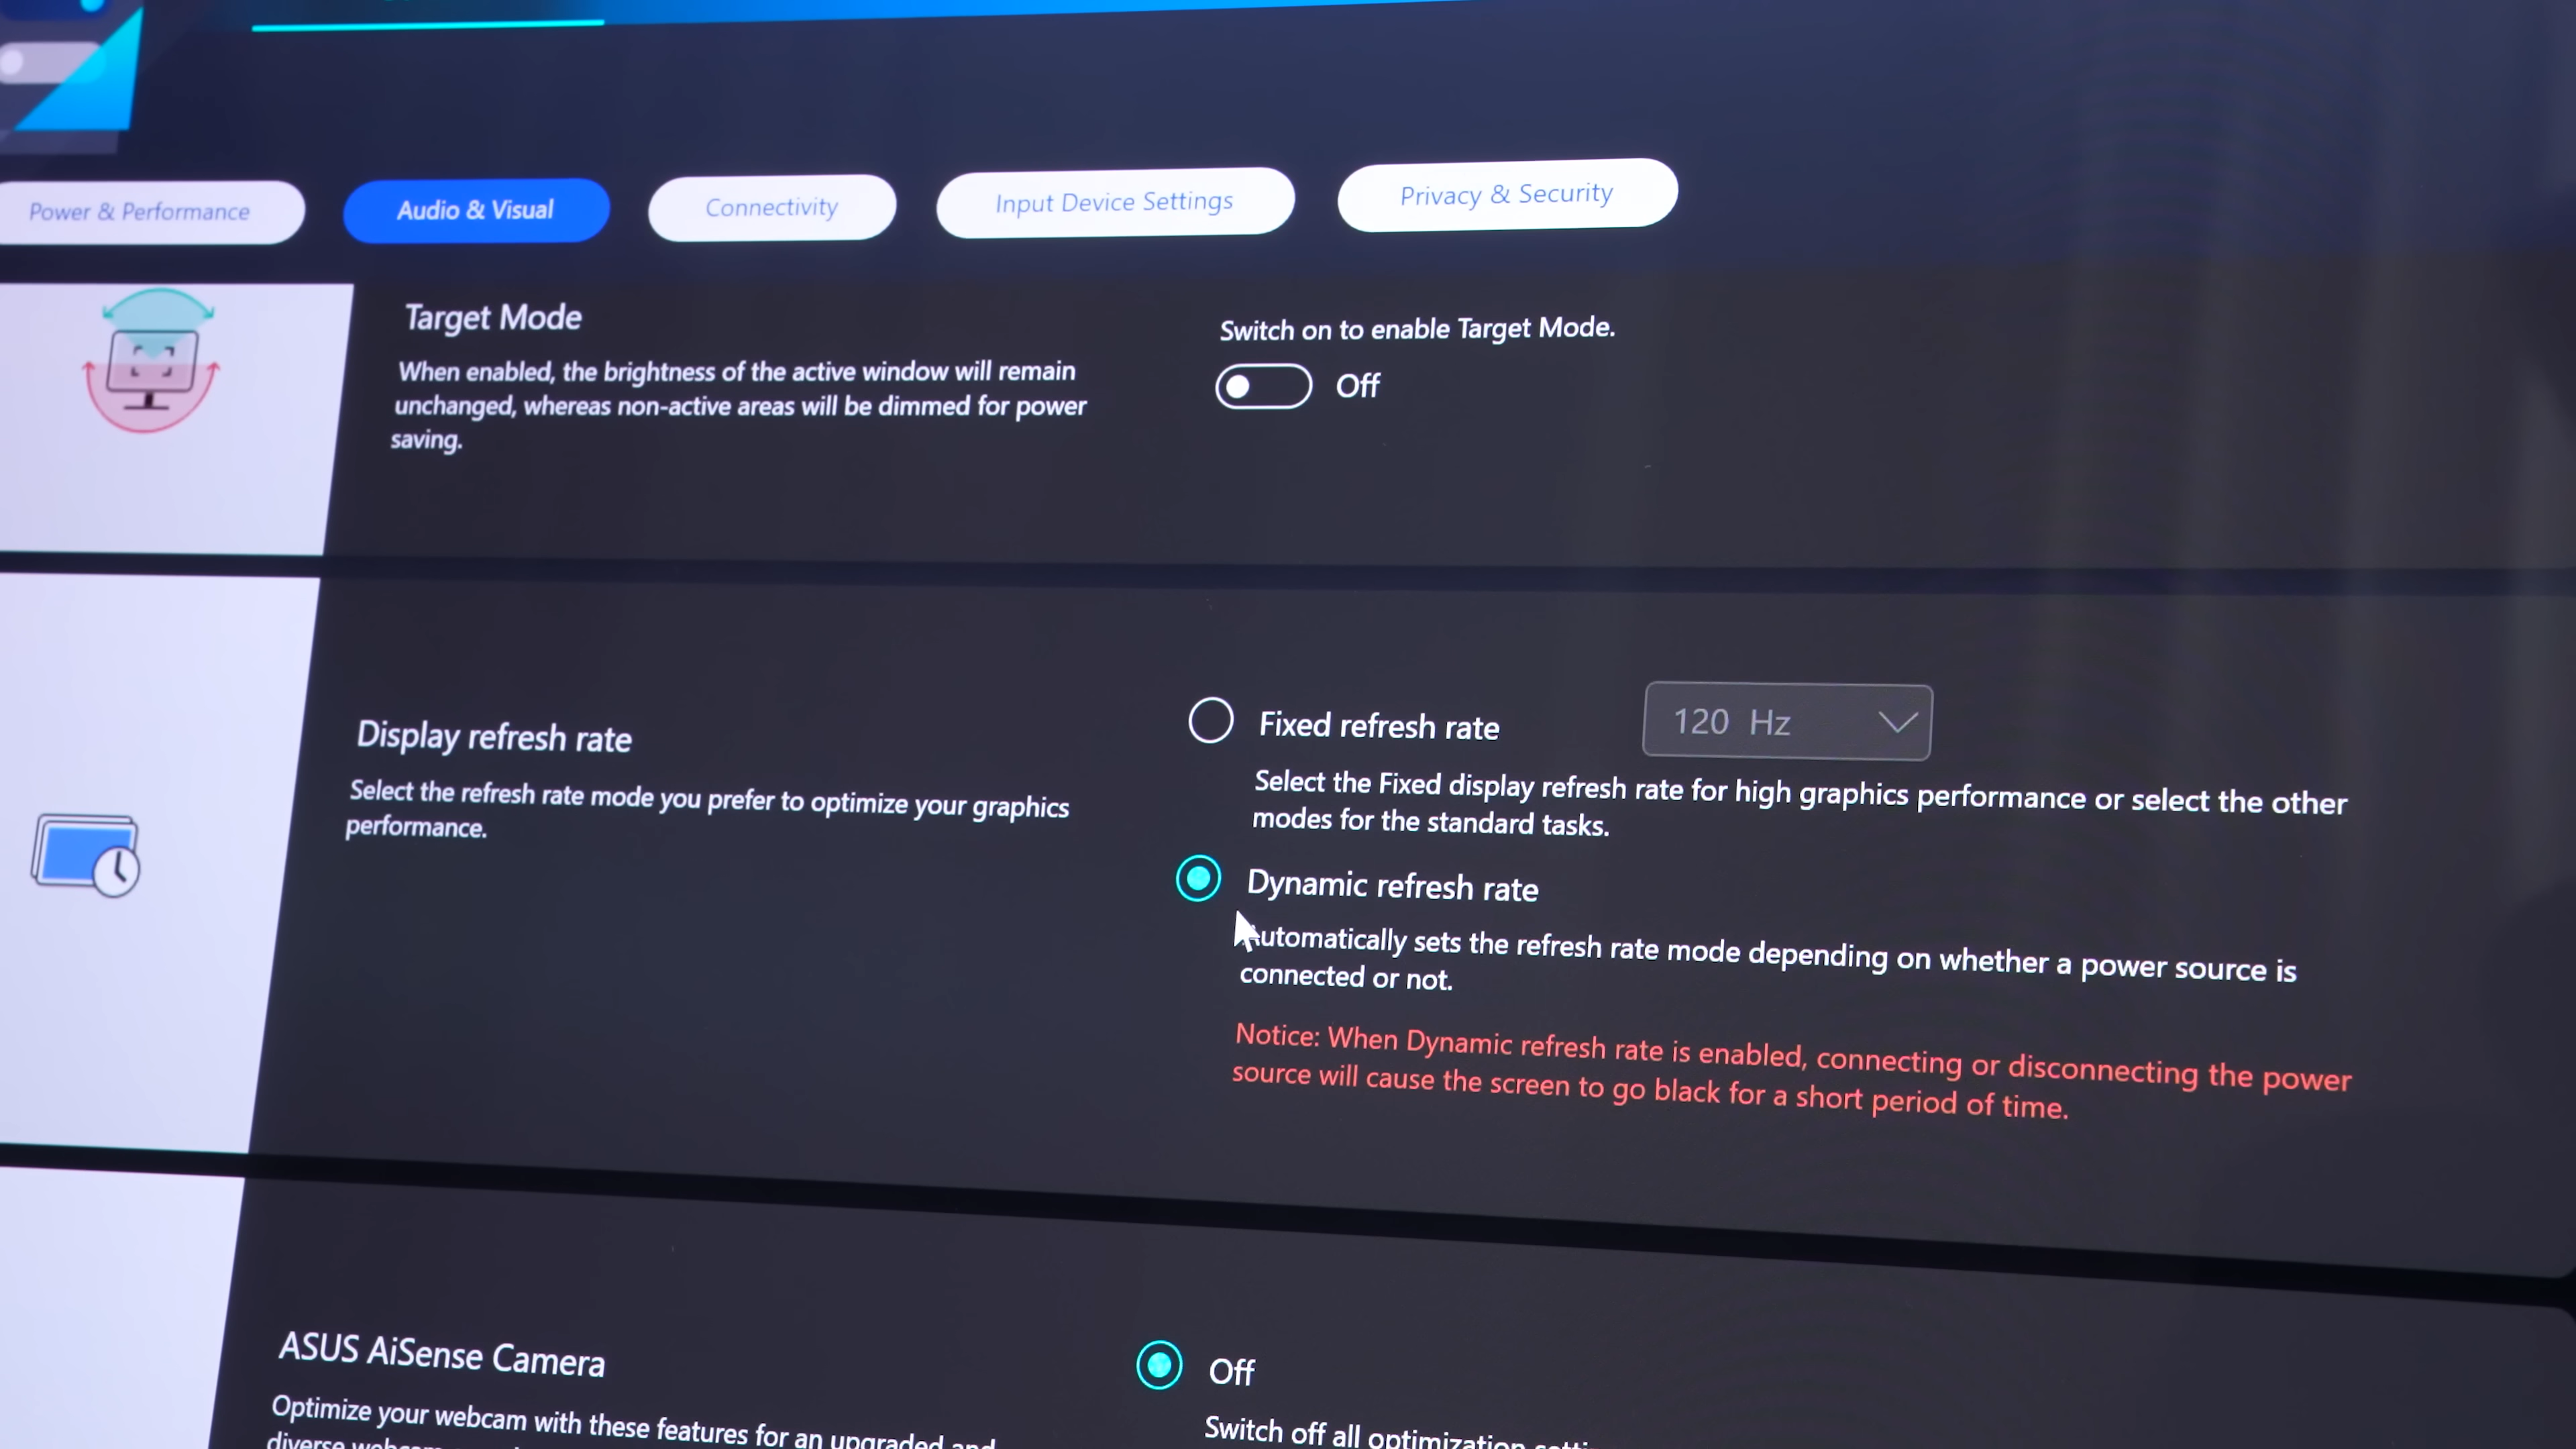 Power & Performance
Audio & Visual
Connectivity
Input Device Settings
Privacy & Security
Target Mode
When enabled, the brightness of the active window will remain
unchanged, whereas non-active areas will be dimmed for power
saving.
Switch on to enable Target Mode.
Off
Display refresh rate
Select the refresh rate mode you prefer to optimize your graphics
performance.
Fixed refresh rate
120 Hz
Select the Fixed display refresh rate for high graphics performance or select the other
modes for the standard tasks.
Dynamic refresh rate
Automatically sets the refresh rate mode depending on whether a power source is
connected or not.
Notice: When Dynamic refresh rate is enabled, connecting or disconnecting the power
source will cause the screen to go black for a short period of time.
ASUS AiSense Camera
Optimize your webcam with these features for an upgraded and
diverse
Off
Switch off all optimization